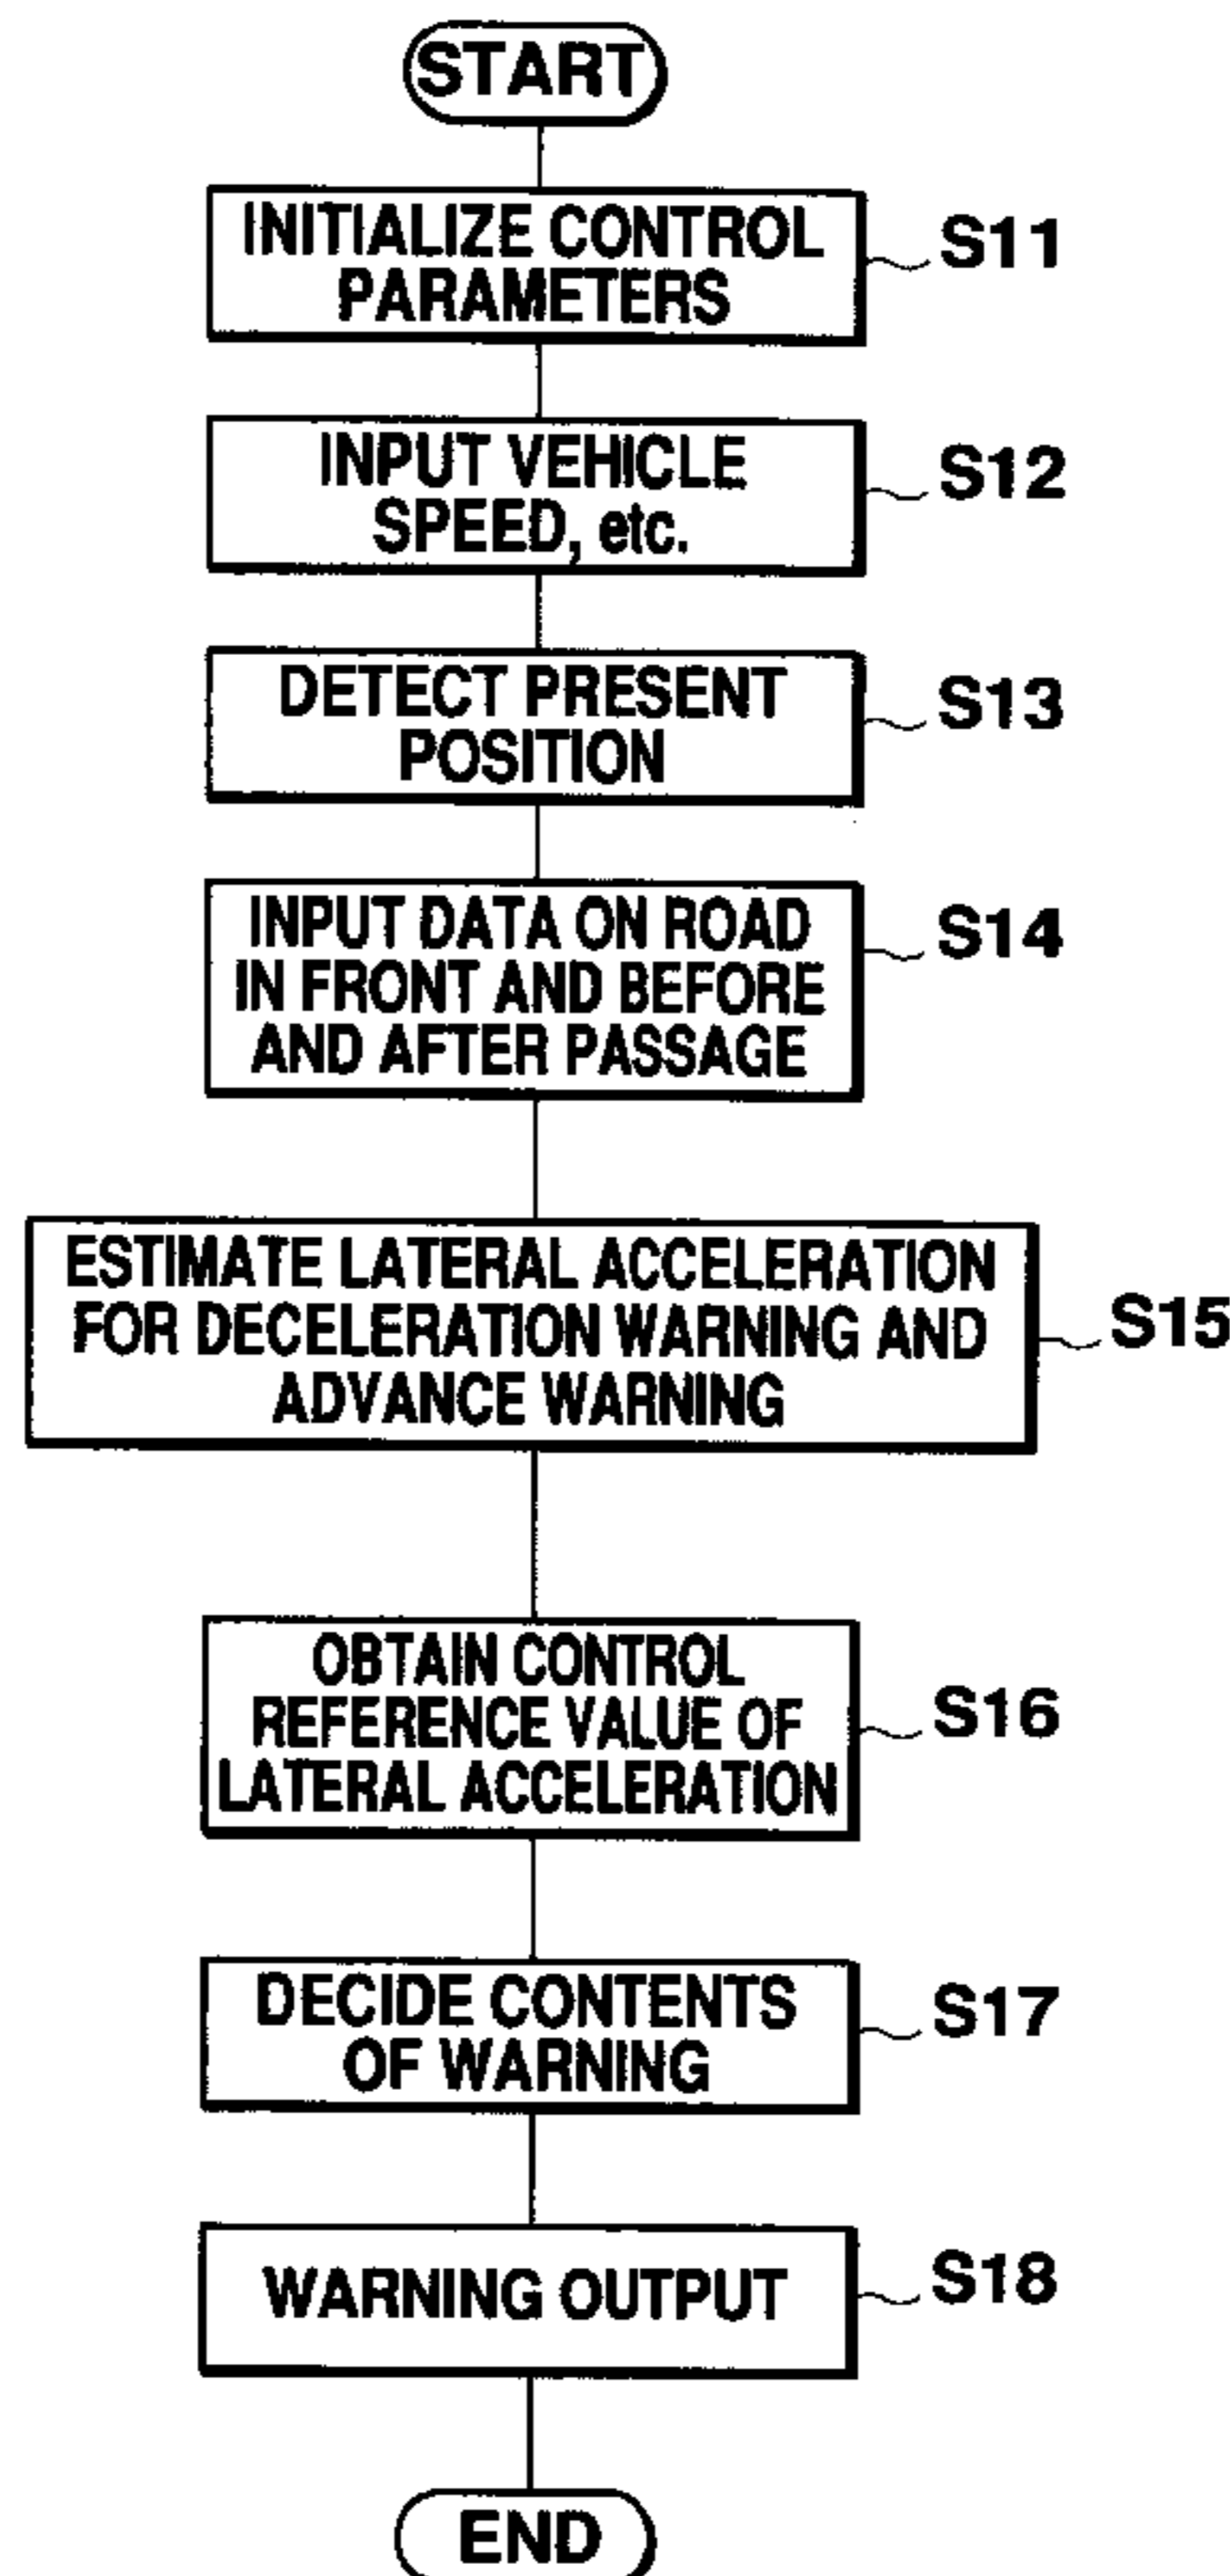 START
INITIALIZE CONTROL
PARAMETERS
S11
INPUT VEHICLE
SPEED, etc.
S12
DETECT PRESENT
POSITION
S13
INPUT DATA ON ROAD
IN FRONT AND BEFORE
AND AFTER PASSAGE
S14
ESTIMATE LATERAL ACCELERATION
FOR DECELERATION WARNING AND
ADVANCE WARNING
S15
OBTAIN CONTROL
REFERENCE VALUE OF
LATERAL ACCELERATION
S16
DECIDE CONTENTS
OF WARNING
S17
WARNING OUTPUT
S18
END